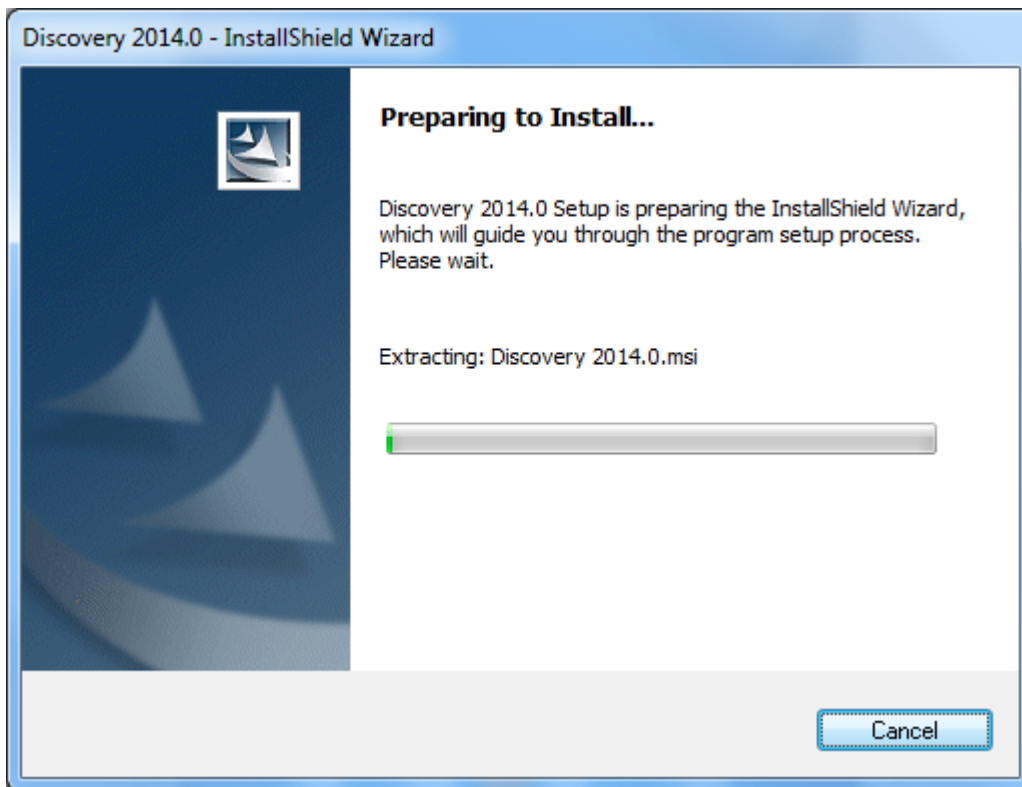 Discovery 2014.0 - InstallShield Wizard
Preparing to Install...
Discovery 2014.0 Setup is preparing the InstallShield Wizard,
which will guide you through the program setup process.
Please wait.
Extracting: Discovery 2014.0.msi
Cancel